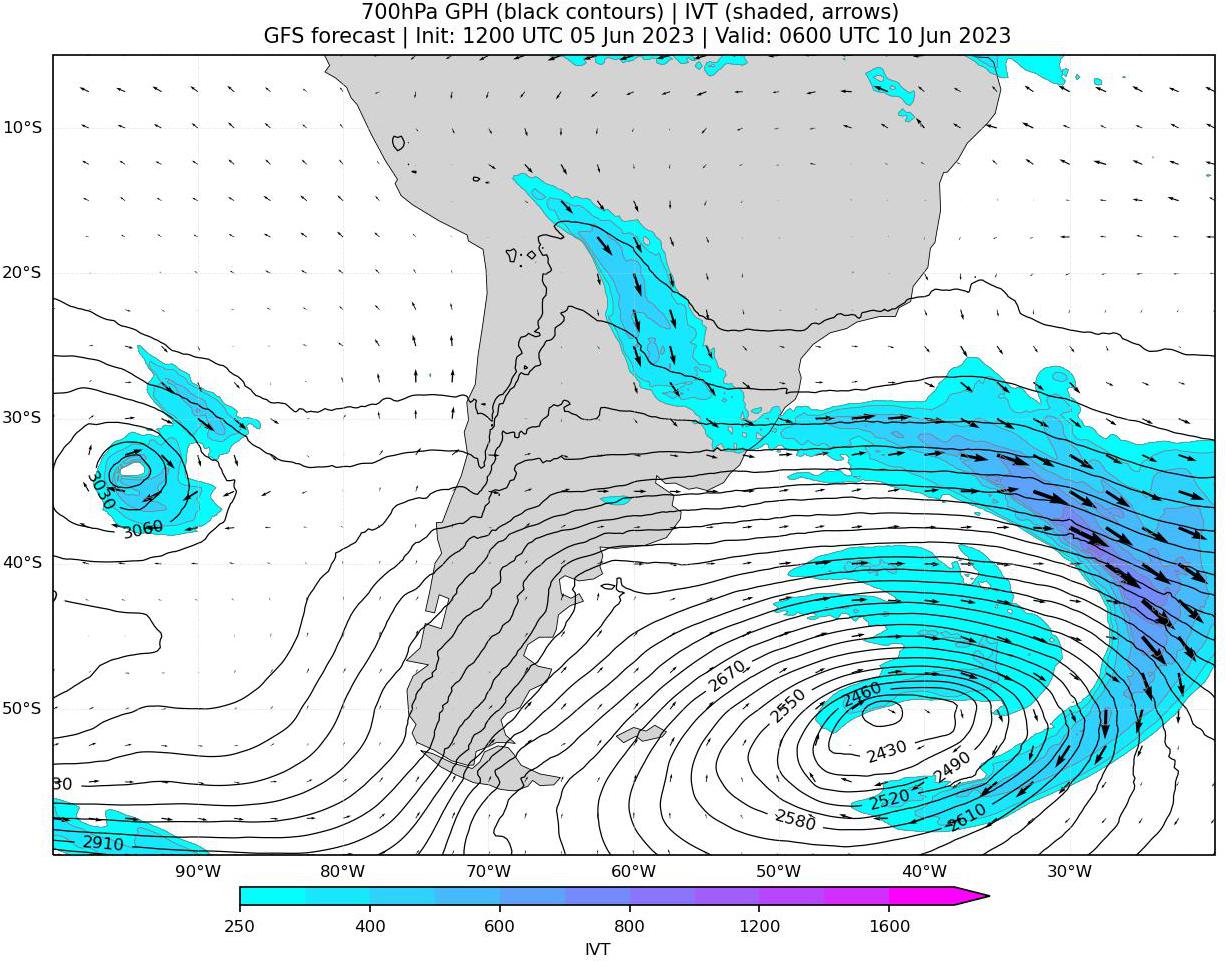 700hPa GPH (black contours) | IVT (shaded, arrows)
GFS forecast | Init: 1200 UTC 05 Jun 2023 | Valid: 0600 UTC 10 Jun 2023
10°S
20°S
30°S
3030
3060
40°S
2670
2460
2550
50°S
2430
2490
30
2520
2610
2580
2910
90°W 80°W 70°W 60°W 50°W 40°W 30°W
250 400 600 800 1200 1600
IVT